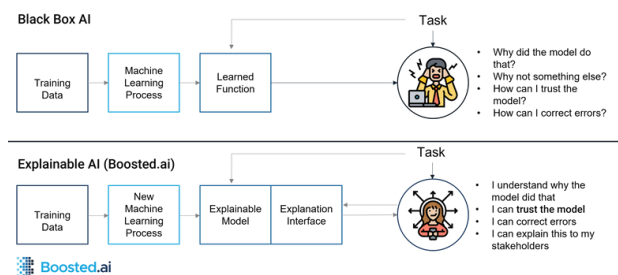 Black Box AI
Task
Training
Data
Machine
Learning
Process
Learned
Function
• Why did the model do
that?
• Why not something else?
• How can I trust the
model?
• How can I correct errors?
Explainable AI (Boosted.ai)
Task
Training
Data
New
Machine
Learning
Process
Explainable
Model
Explanation
Interface
• I understand why the
model did that
• I can trust the model
• I can correct errors
• I can explain this to my
stakeholders
Boosted.ai